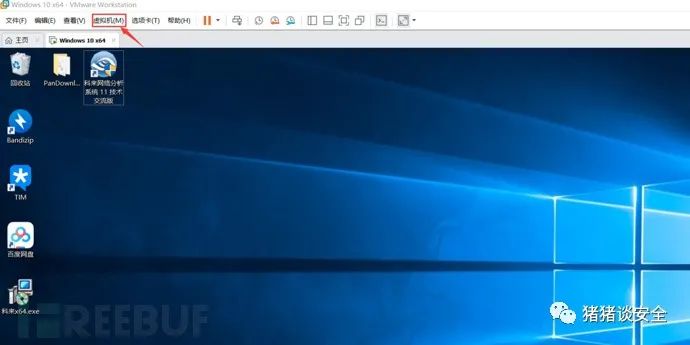 Windows 10 x64 - VMware Workstation
文件(F) 编辑(E) 查看(V) 虚拟机(M) 选项卡(T) 帮助(H)
主页 Windows 10 x64
回收站
PanDownl...
科来网络分析
系统 11 技术
交流版
Bandizip
TIM
百度网盘
科来x64.exe
REEBUF
猪猪谈安全